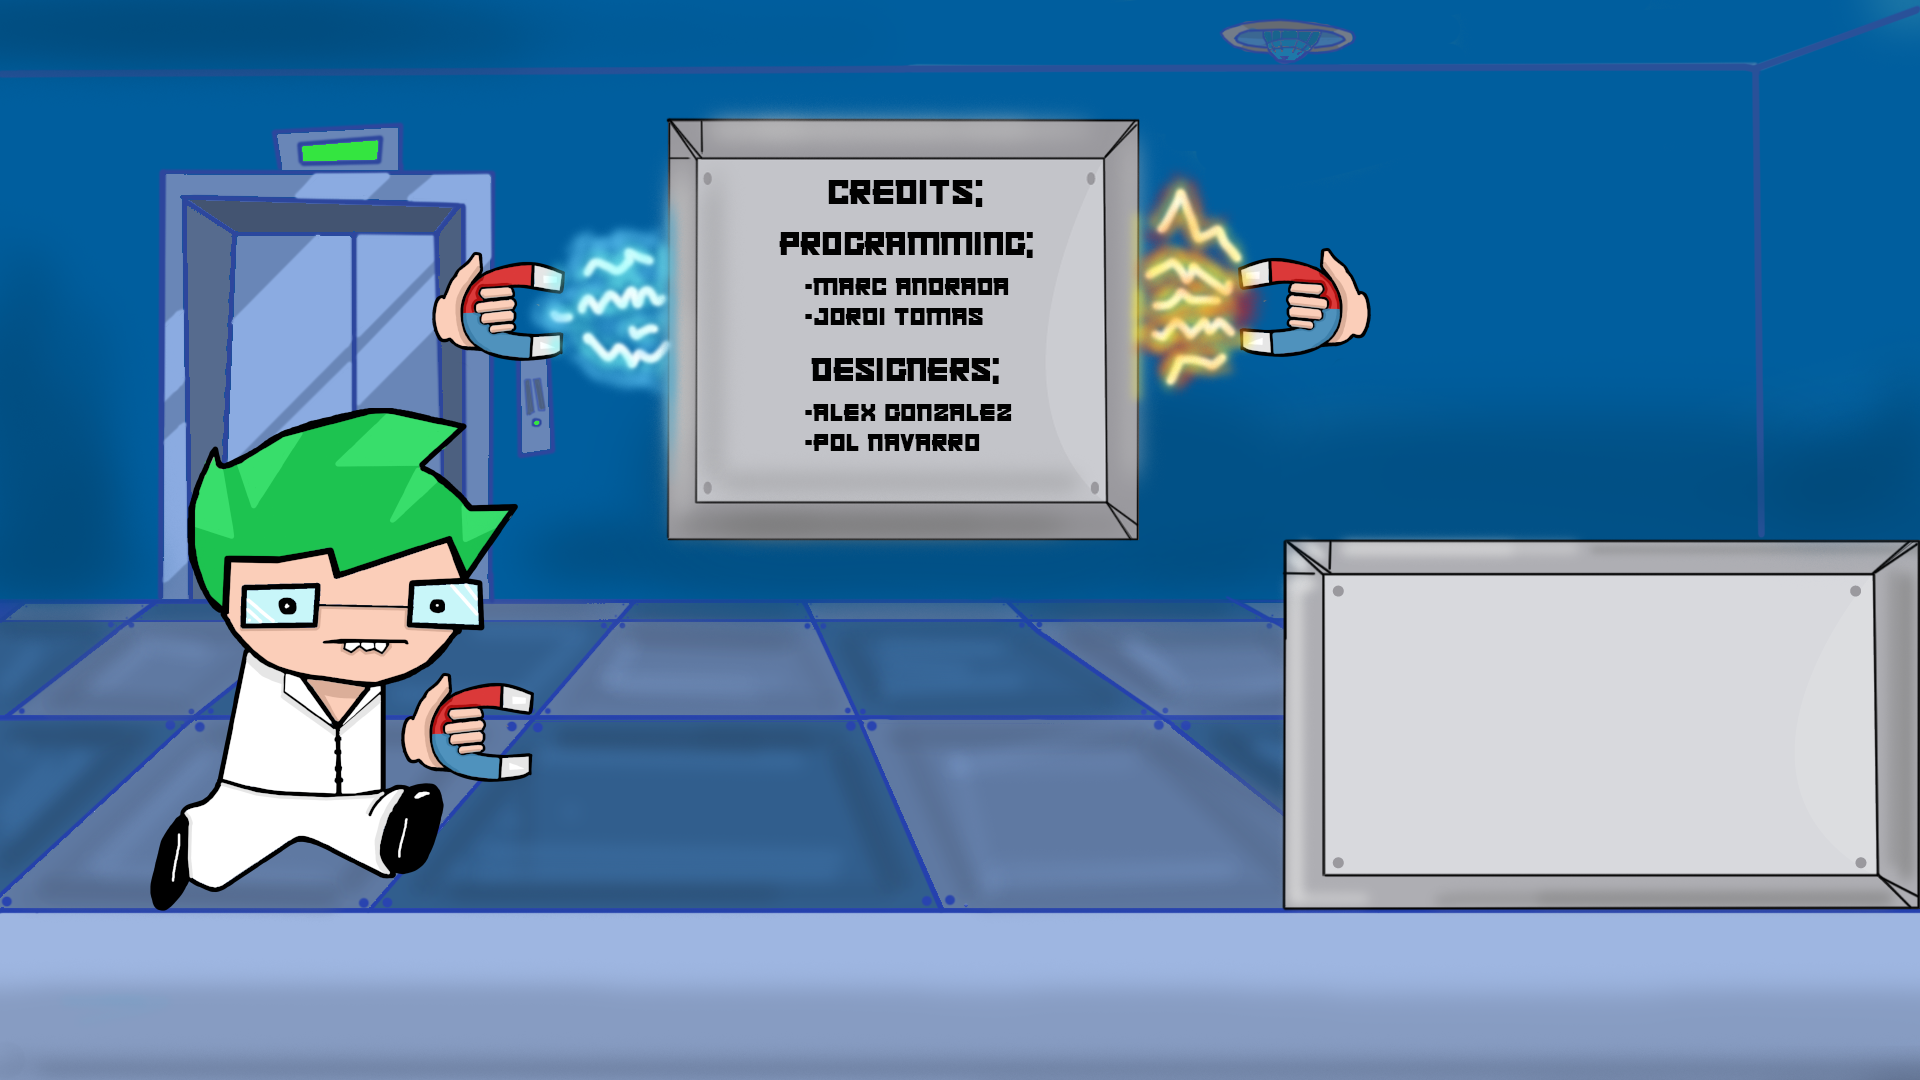 CREDITS:
PROGRAMMING:
-MARC ANDRADA
-JORDI TOMAS
DESIGNERS:
-ALEX GONZALEZ
-POL NAVARRO